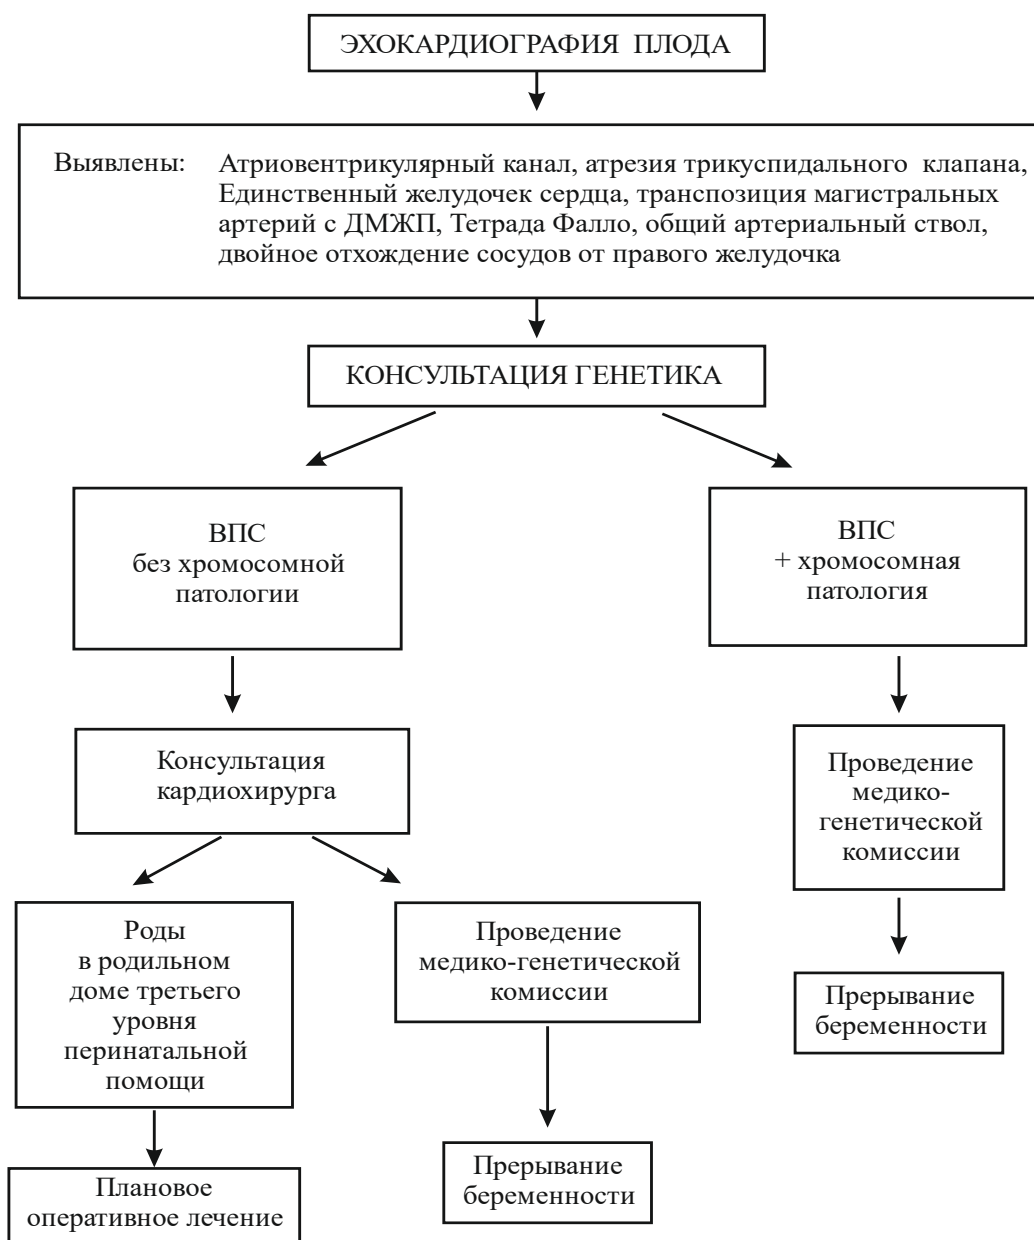 ЭХОКАРДИОГРАФИЯ ПЛОДА
Выявлены: Атриовентрикулярный канал, атрезия трикуспидального клапана,
Единственный желудочек сердца, транспозиция магистральных
артерий с ДМЖП, Тетрада Фалло, общий артериальный ствол,
двойное отхождение сосудов от правого желудочка
КОНСУЛЬТАЦИЯ ГЕНЕТИКА
ВПС
без хромосомной
патологии
ВПС
+ хромосомная
патология
Консультация
кардиохирурга
Проведение
медико-
генетической
комиссии
Роды
в родильном
доме третьего
уровня
перинатальной
помощи
Проведение
медико-генетической
комиссии
Прерывание
беременности
Плановое
оперативное лечение
Прерывание
беременности